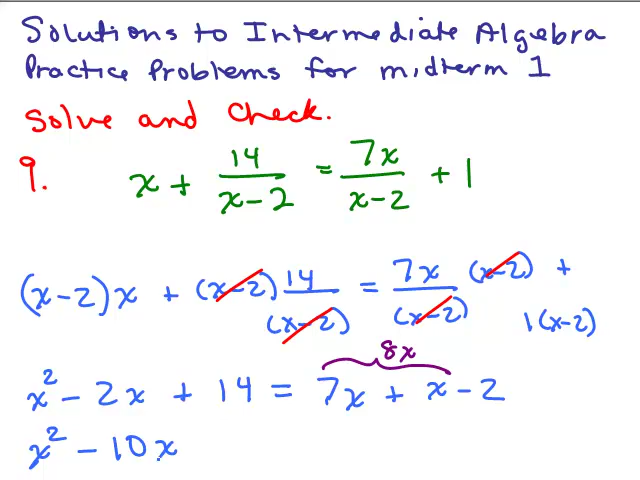 Solutions to Intermediate Algebra
Practice Problems for midterm 1
Solve and Check.
9. x + 14/(x-2) = 7x/(x-2) + 1
(x-2)x + (x-2) 14/(x-2) = 7x/(x-2) (x-2) + 1(x-2)
8x
x² - 2x + 14 = 7x + x - 2
x² - 10x